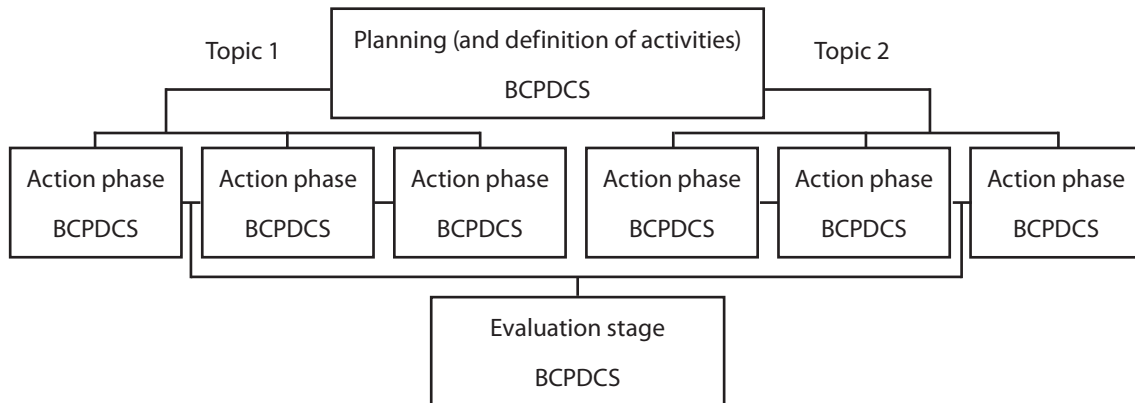 Topic 1
Planning (and definition of activities)
BCPDCS
Topic 2
Action phase
BCPDCS
Action phase
BCPDCS
Action phase
BCPDCS
Action phase
BCPDCS
Action phase
BCPDCS
Action phase
BCPDCS
Evaluation stage
BCPDCS